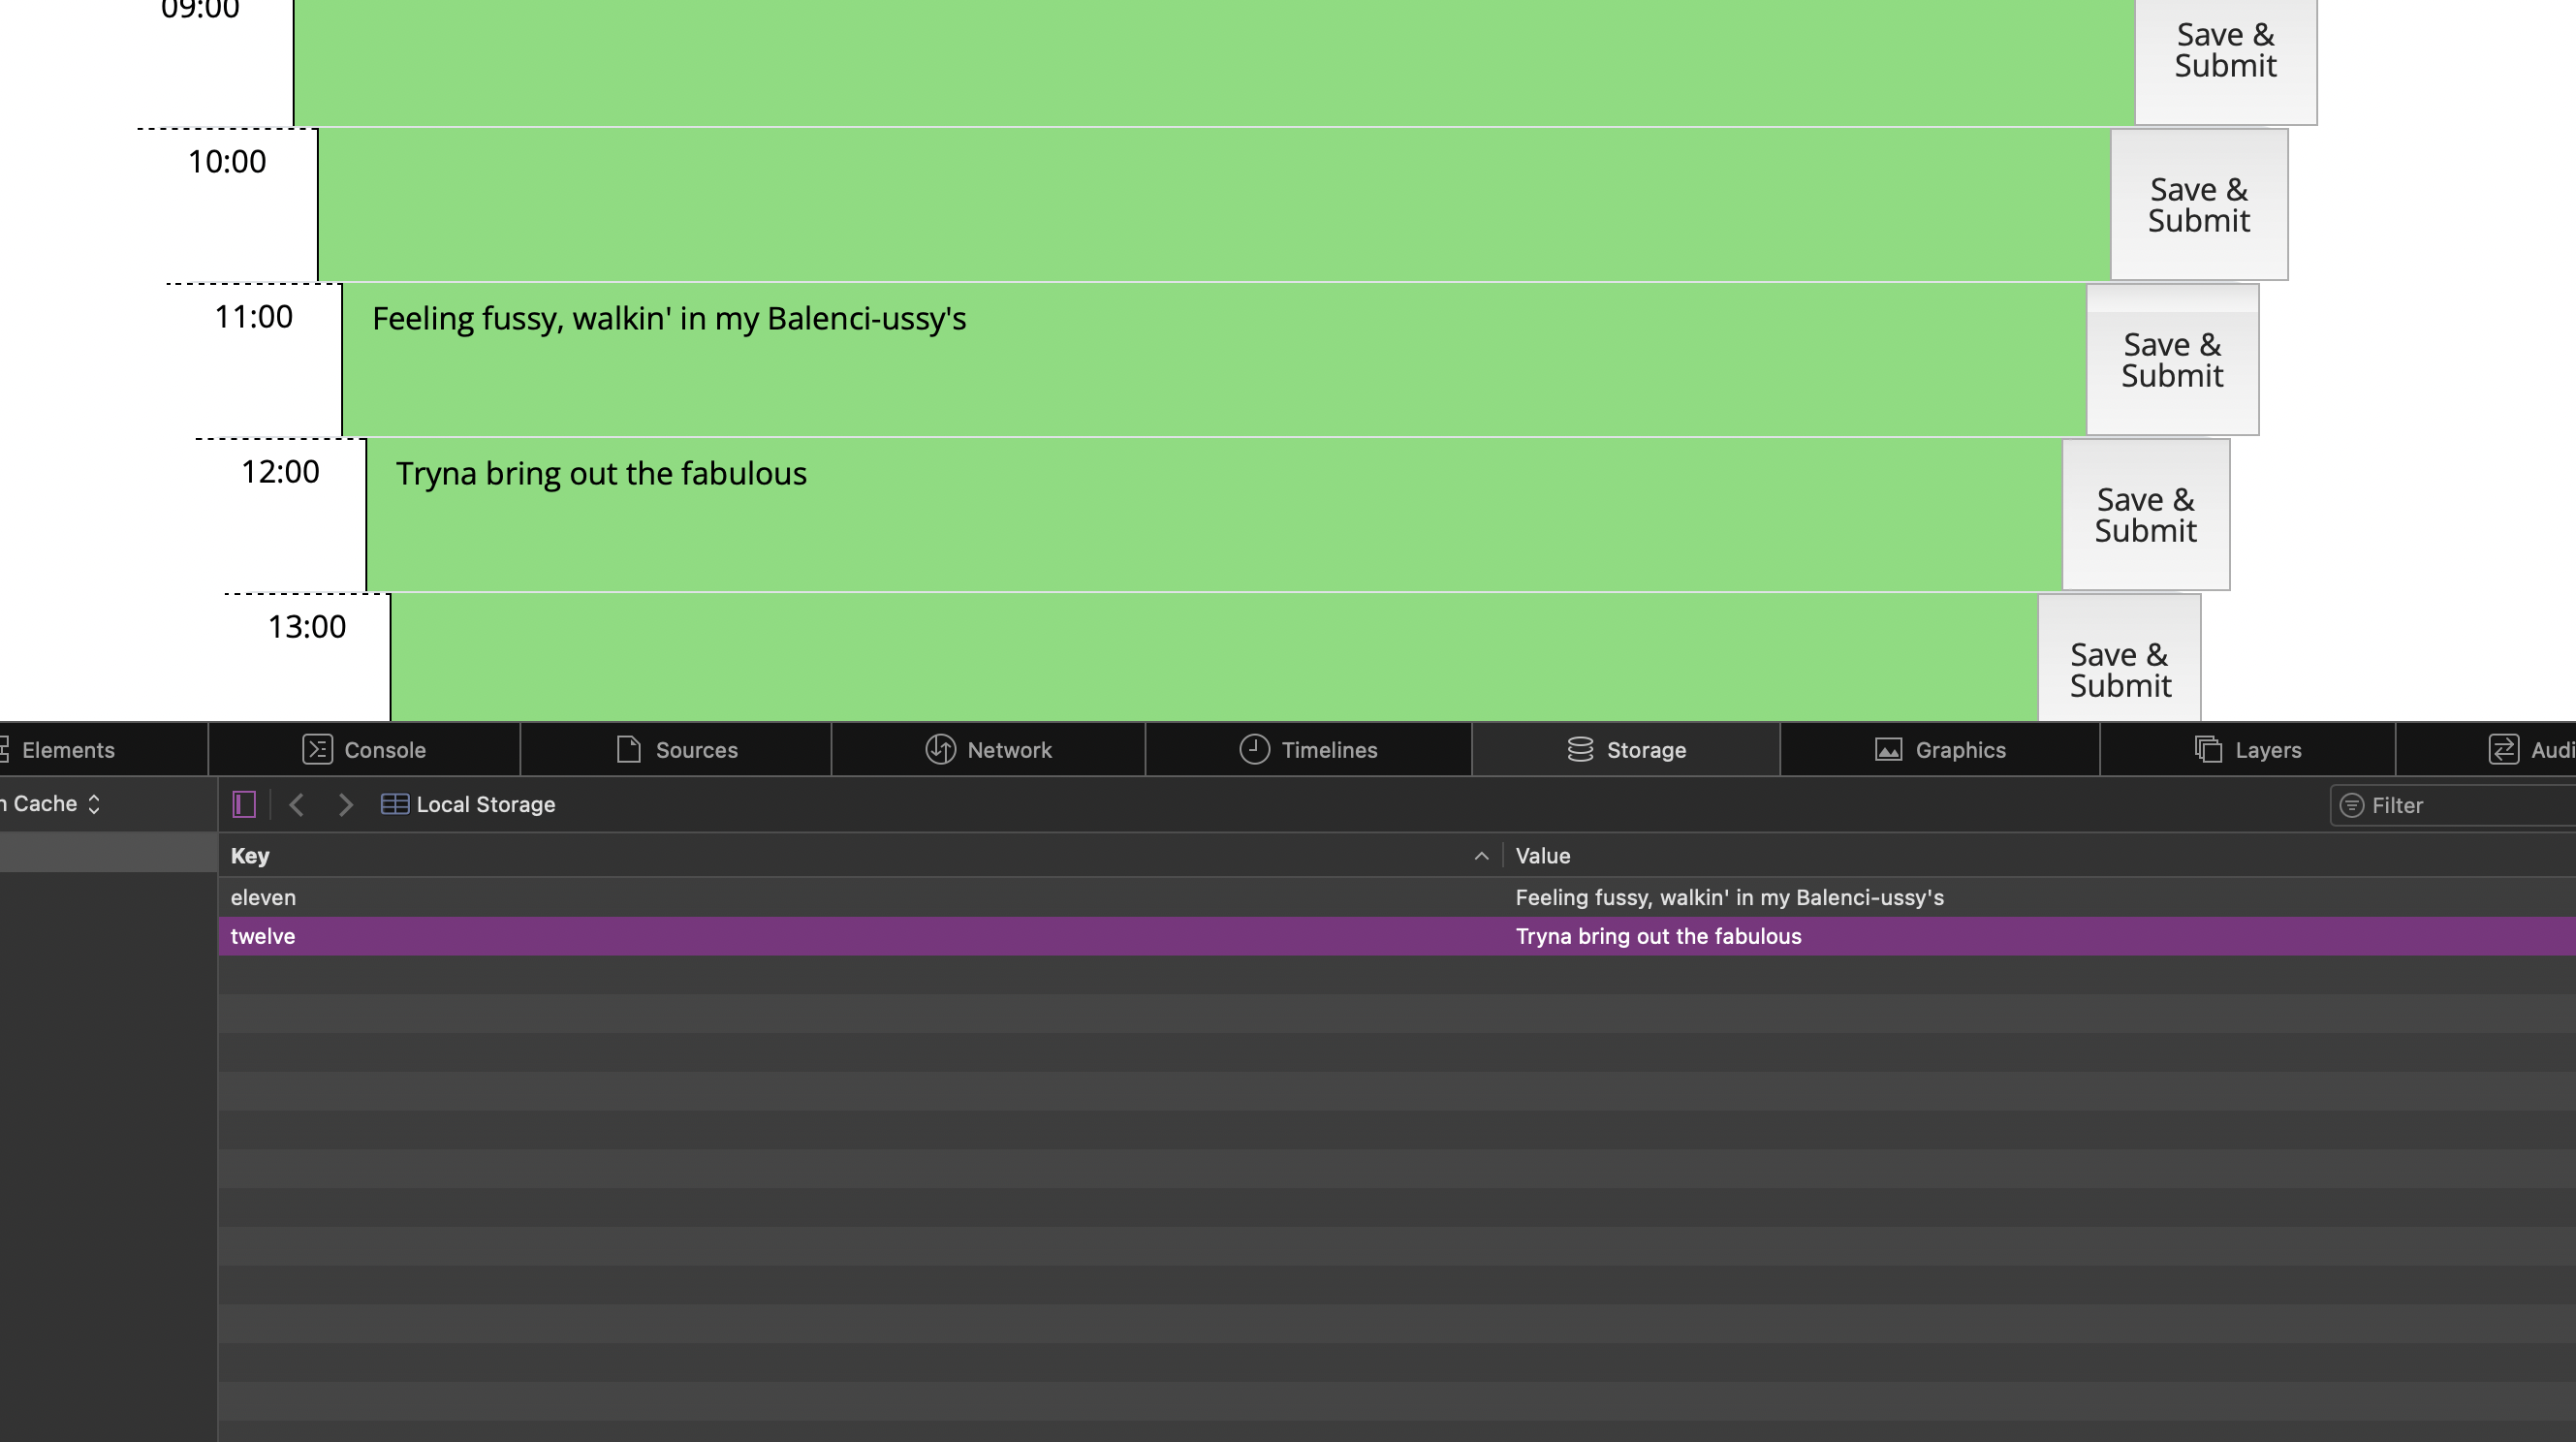 09:00
Save &
Submit
10:00
Save &
Submit
11:00
Feeling fussy, walkin' in my Balenci-ussy's
Save &
Submit
12:00
Tryna bring out the fabulous
Save &
Submit
13:00
Save &
Submit
Elements
Console
Sources
Network
Timelines
Storage
Graphics
Layers
Audi
n Cache
Local Storage
Filter
Key
Value
eleven
Feeling fussy, walkin' in my Balenci-ussy's
twelve
Tryna bring out the fabulous